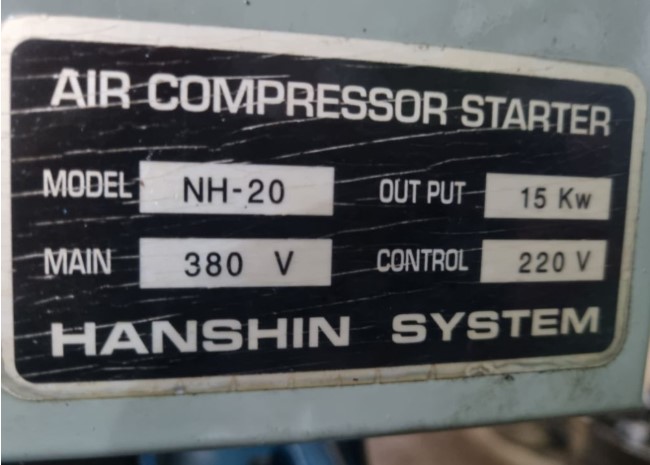 AIR COMPRESSOR STARTER
MODEL NH-20 OUT PUT 15 Kw
MAIN 380 V CONTROL 220 V
HANSHIN SYSTEM